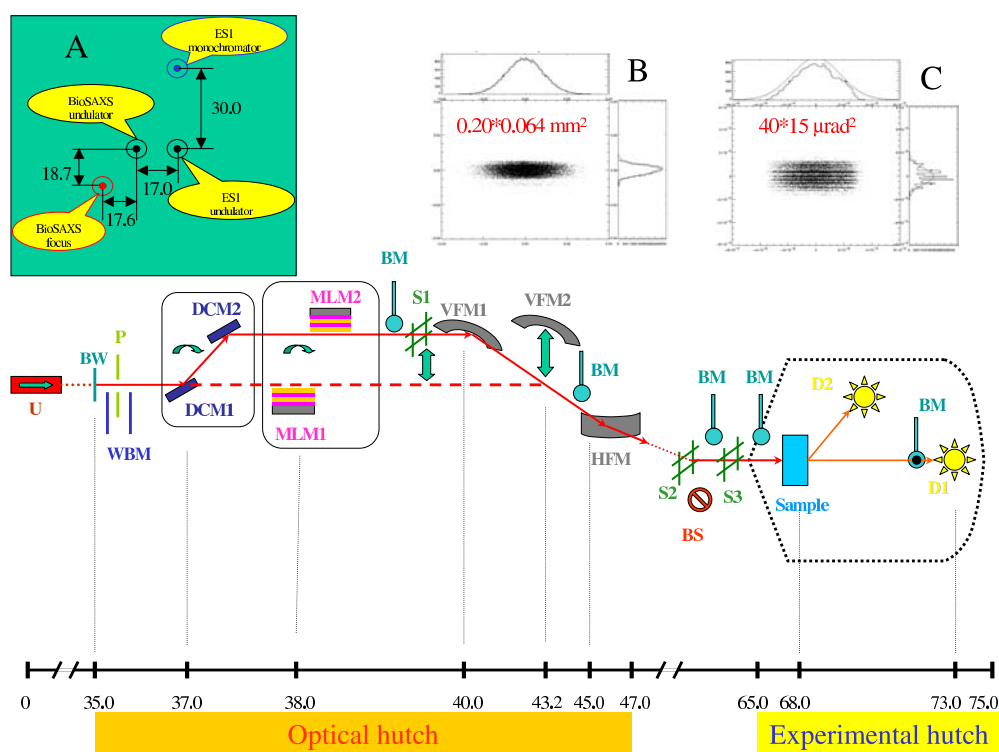 A
ES1
monochromator
BioSAXS
undulator
30.0
18.7
17.0
17.6
BioSAXS
focus
ES1
undulator
B
0.20*0.064 mm²
C
40*15 μrad²
BM
DCM2
MLM2
S1
VFM1
VFM2
P
BW
U
DCM1
WBM
MLM1
BM
HFM
BM
BM
D2
BM
S2
S3
BS
Sample
D1
0
35.0
37.0
38.0
40.0
43.2
45.0
47.0
65.0
68.0
73.0
75.0
Optical hutch
Experimental hutch